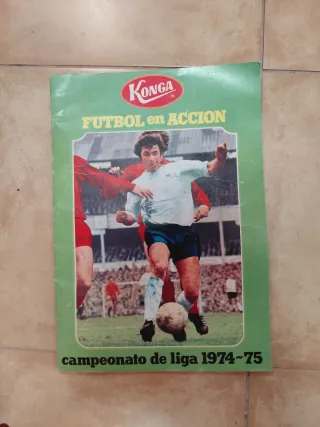 KONGA
FUTBOL en ACCION
campeonato de liga 1974~75